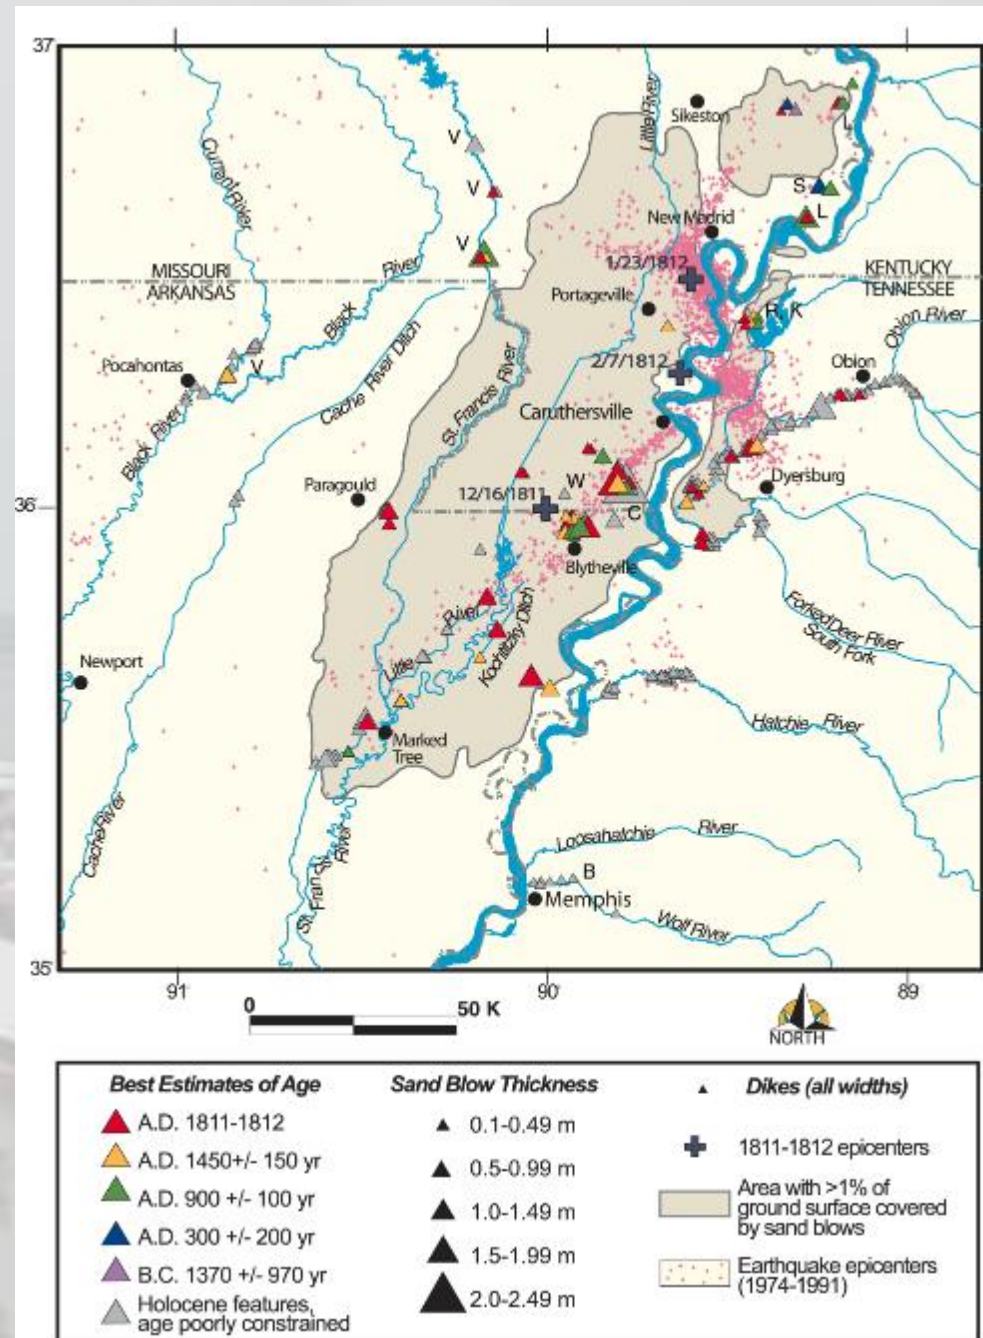 37'
Sikeston
Little River
Current River
V
L
V
S
L
New Madrid
V
1/23/1812
MISSOURI
ARKANSAS
KENTUCKY
TENNESSEE
Black River
Portageville
R, K
Obion River
Pocahontas
V
2/7/1812
Obion
Cache River Ditch
St. Francis River
Caruthersville
Black River
Paragould
W
12/16/1811
Dyersburg
36
C
Blytheville
Little River
Kochtitzky Ditch
Forked Deer River
South Fork
Newport
Hatchie River
Marked
Tree
Cache River
St. Francis River
Loosahatchie River
B
Memphis
Wolf River
35'
91
90'
89
0
50 K
NORTH
Best Estimates of Age
A.D. 1811-1812
A.D. 1450+/- 150 yr
A.D. 900 +/- 100 yr
A.D. 300 +/- 200 yr
B.C. 1370 +/- 970 yr
Holocene features,
age poorly constrained
Sand Blow Thickness
0.1-0.49 m
0.5-0.99 m
1.0-1.49 m
1.5-1.99 m
2.0-2.49 m
Dikes (all widths)
1811-1812 epicenters
Area with >1% of
ground surface covered
by sand blows
Earthquake epicenters
(1974-1991)